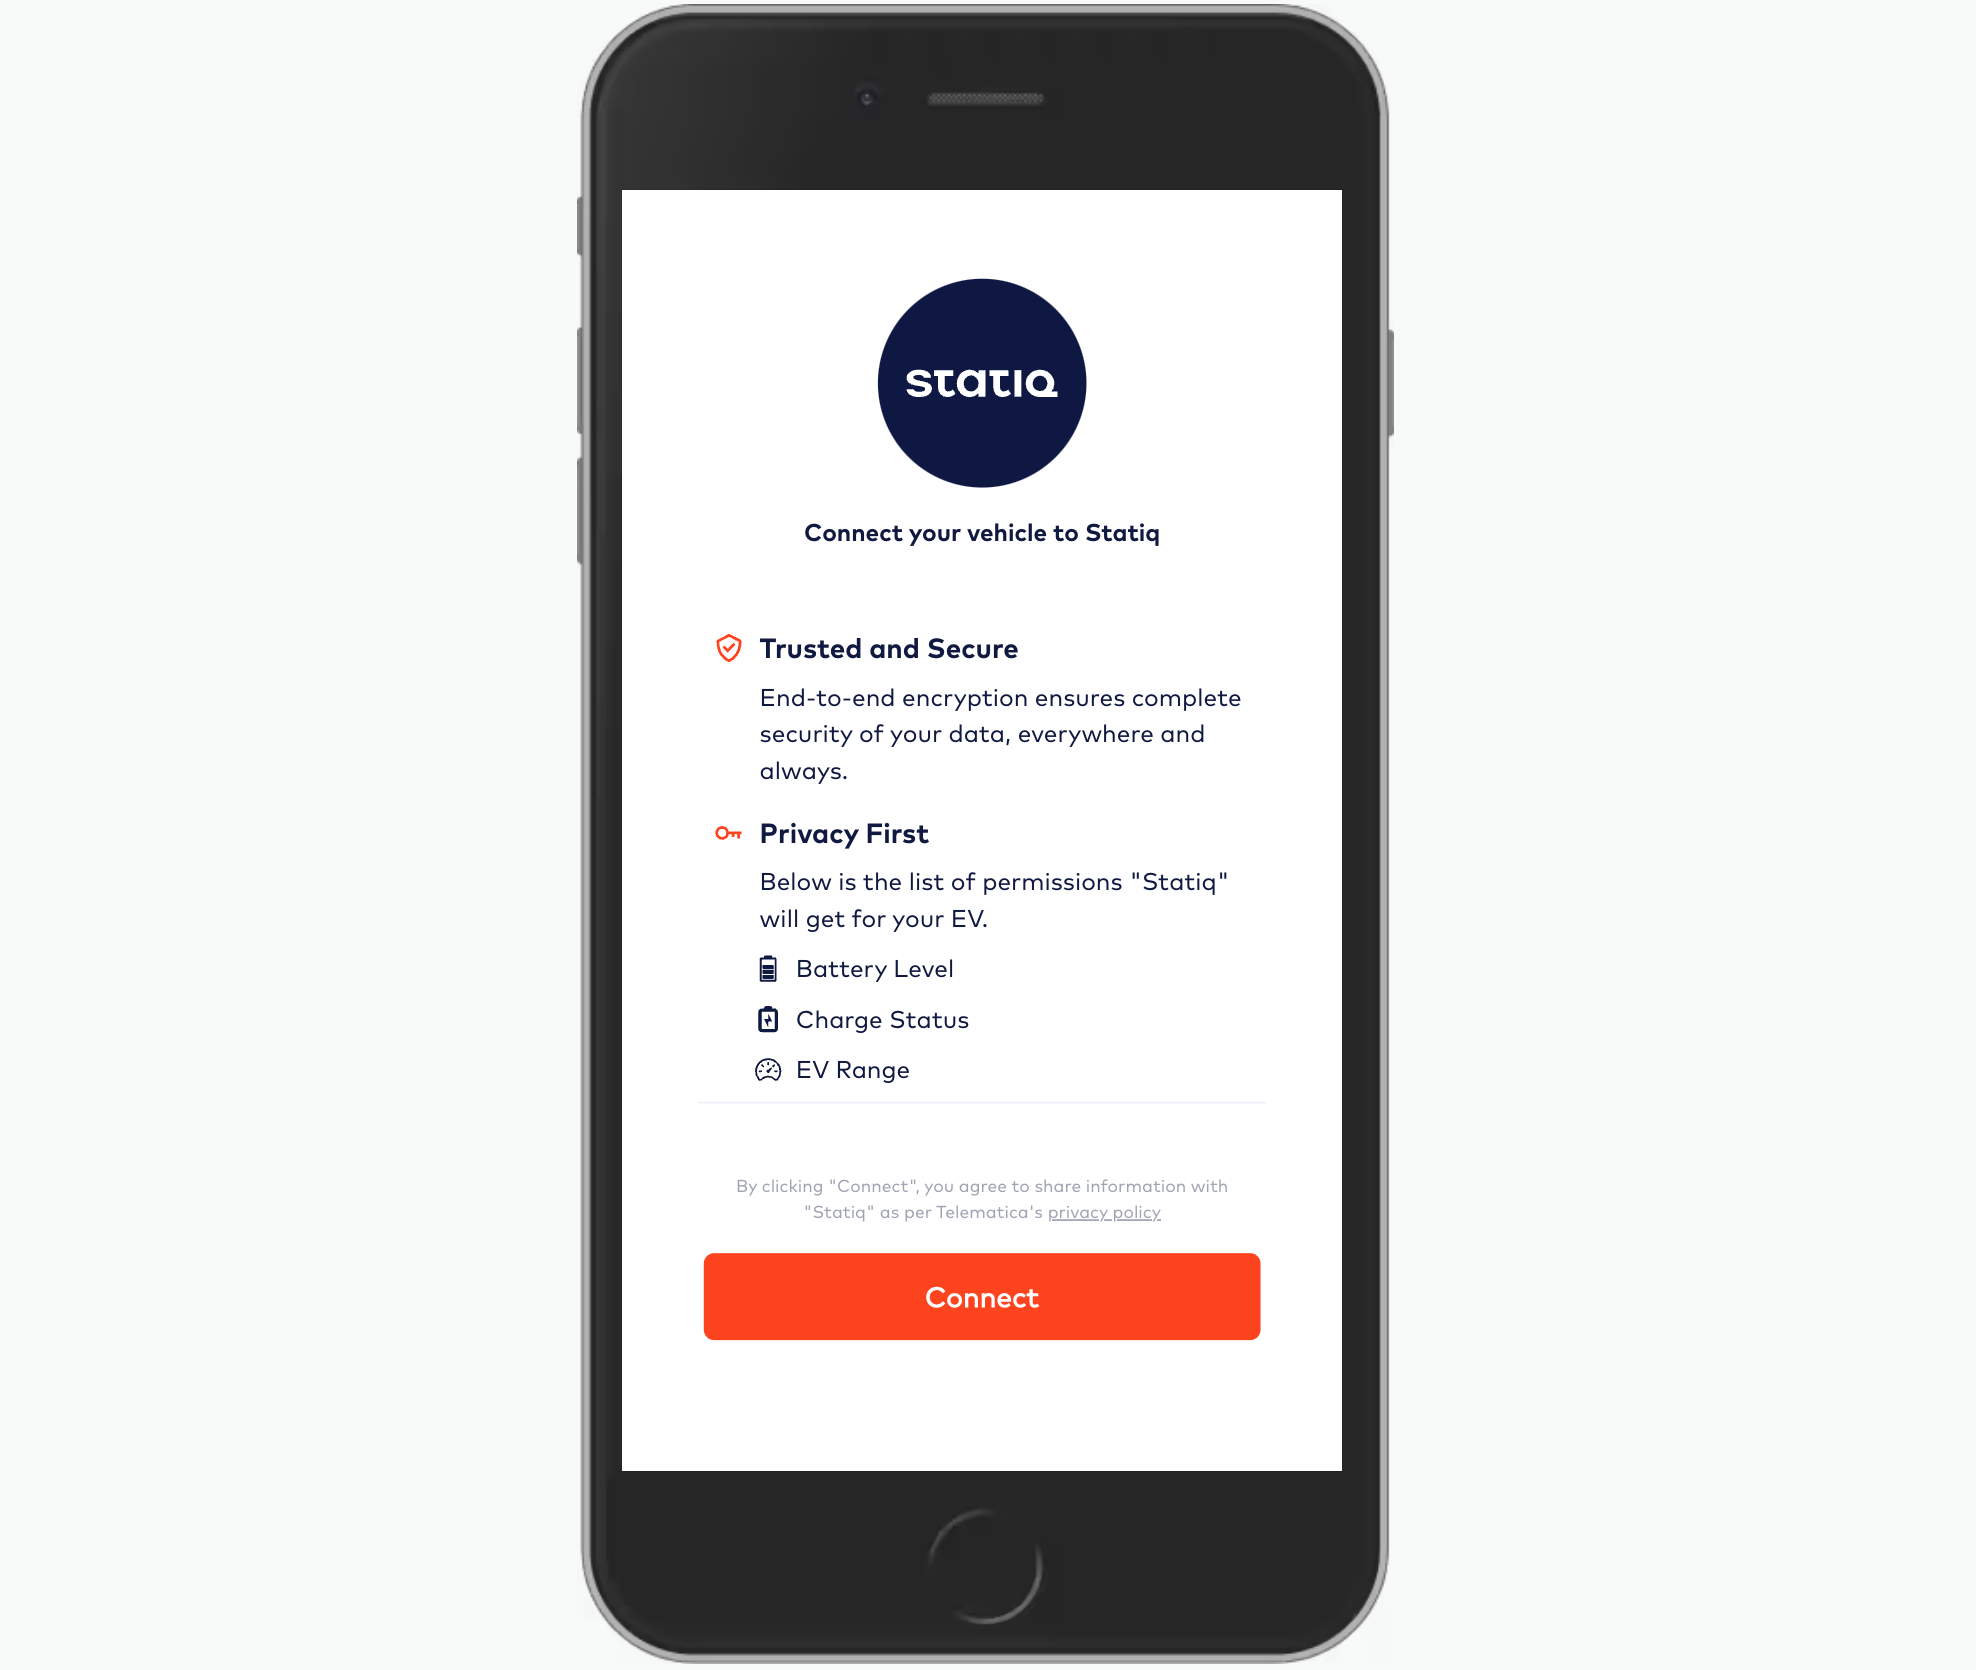 statiq
Connect your vehicle to Statiq
Trusted and Secure
End-to-end encryption ensures complete
security of your data, everywhere and
always.
Privacy First
Below is the list of permissions "Statiq"
will get for your EV.
Battery Level
Charge Status
EV Range
By clicking "Connect", you agree to share information with
"Statiq" as per Telematica's privacy policy
Connect